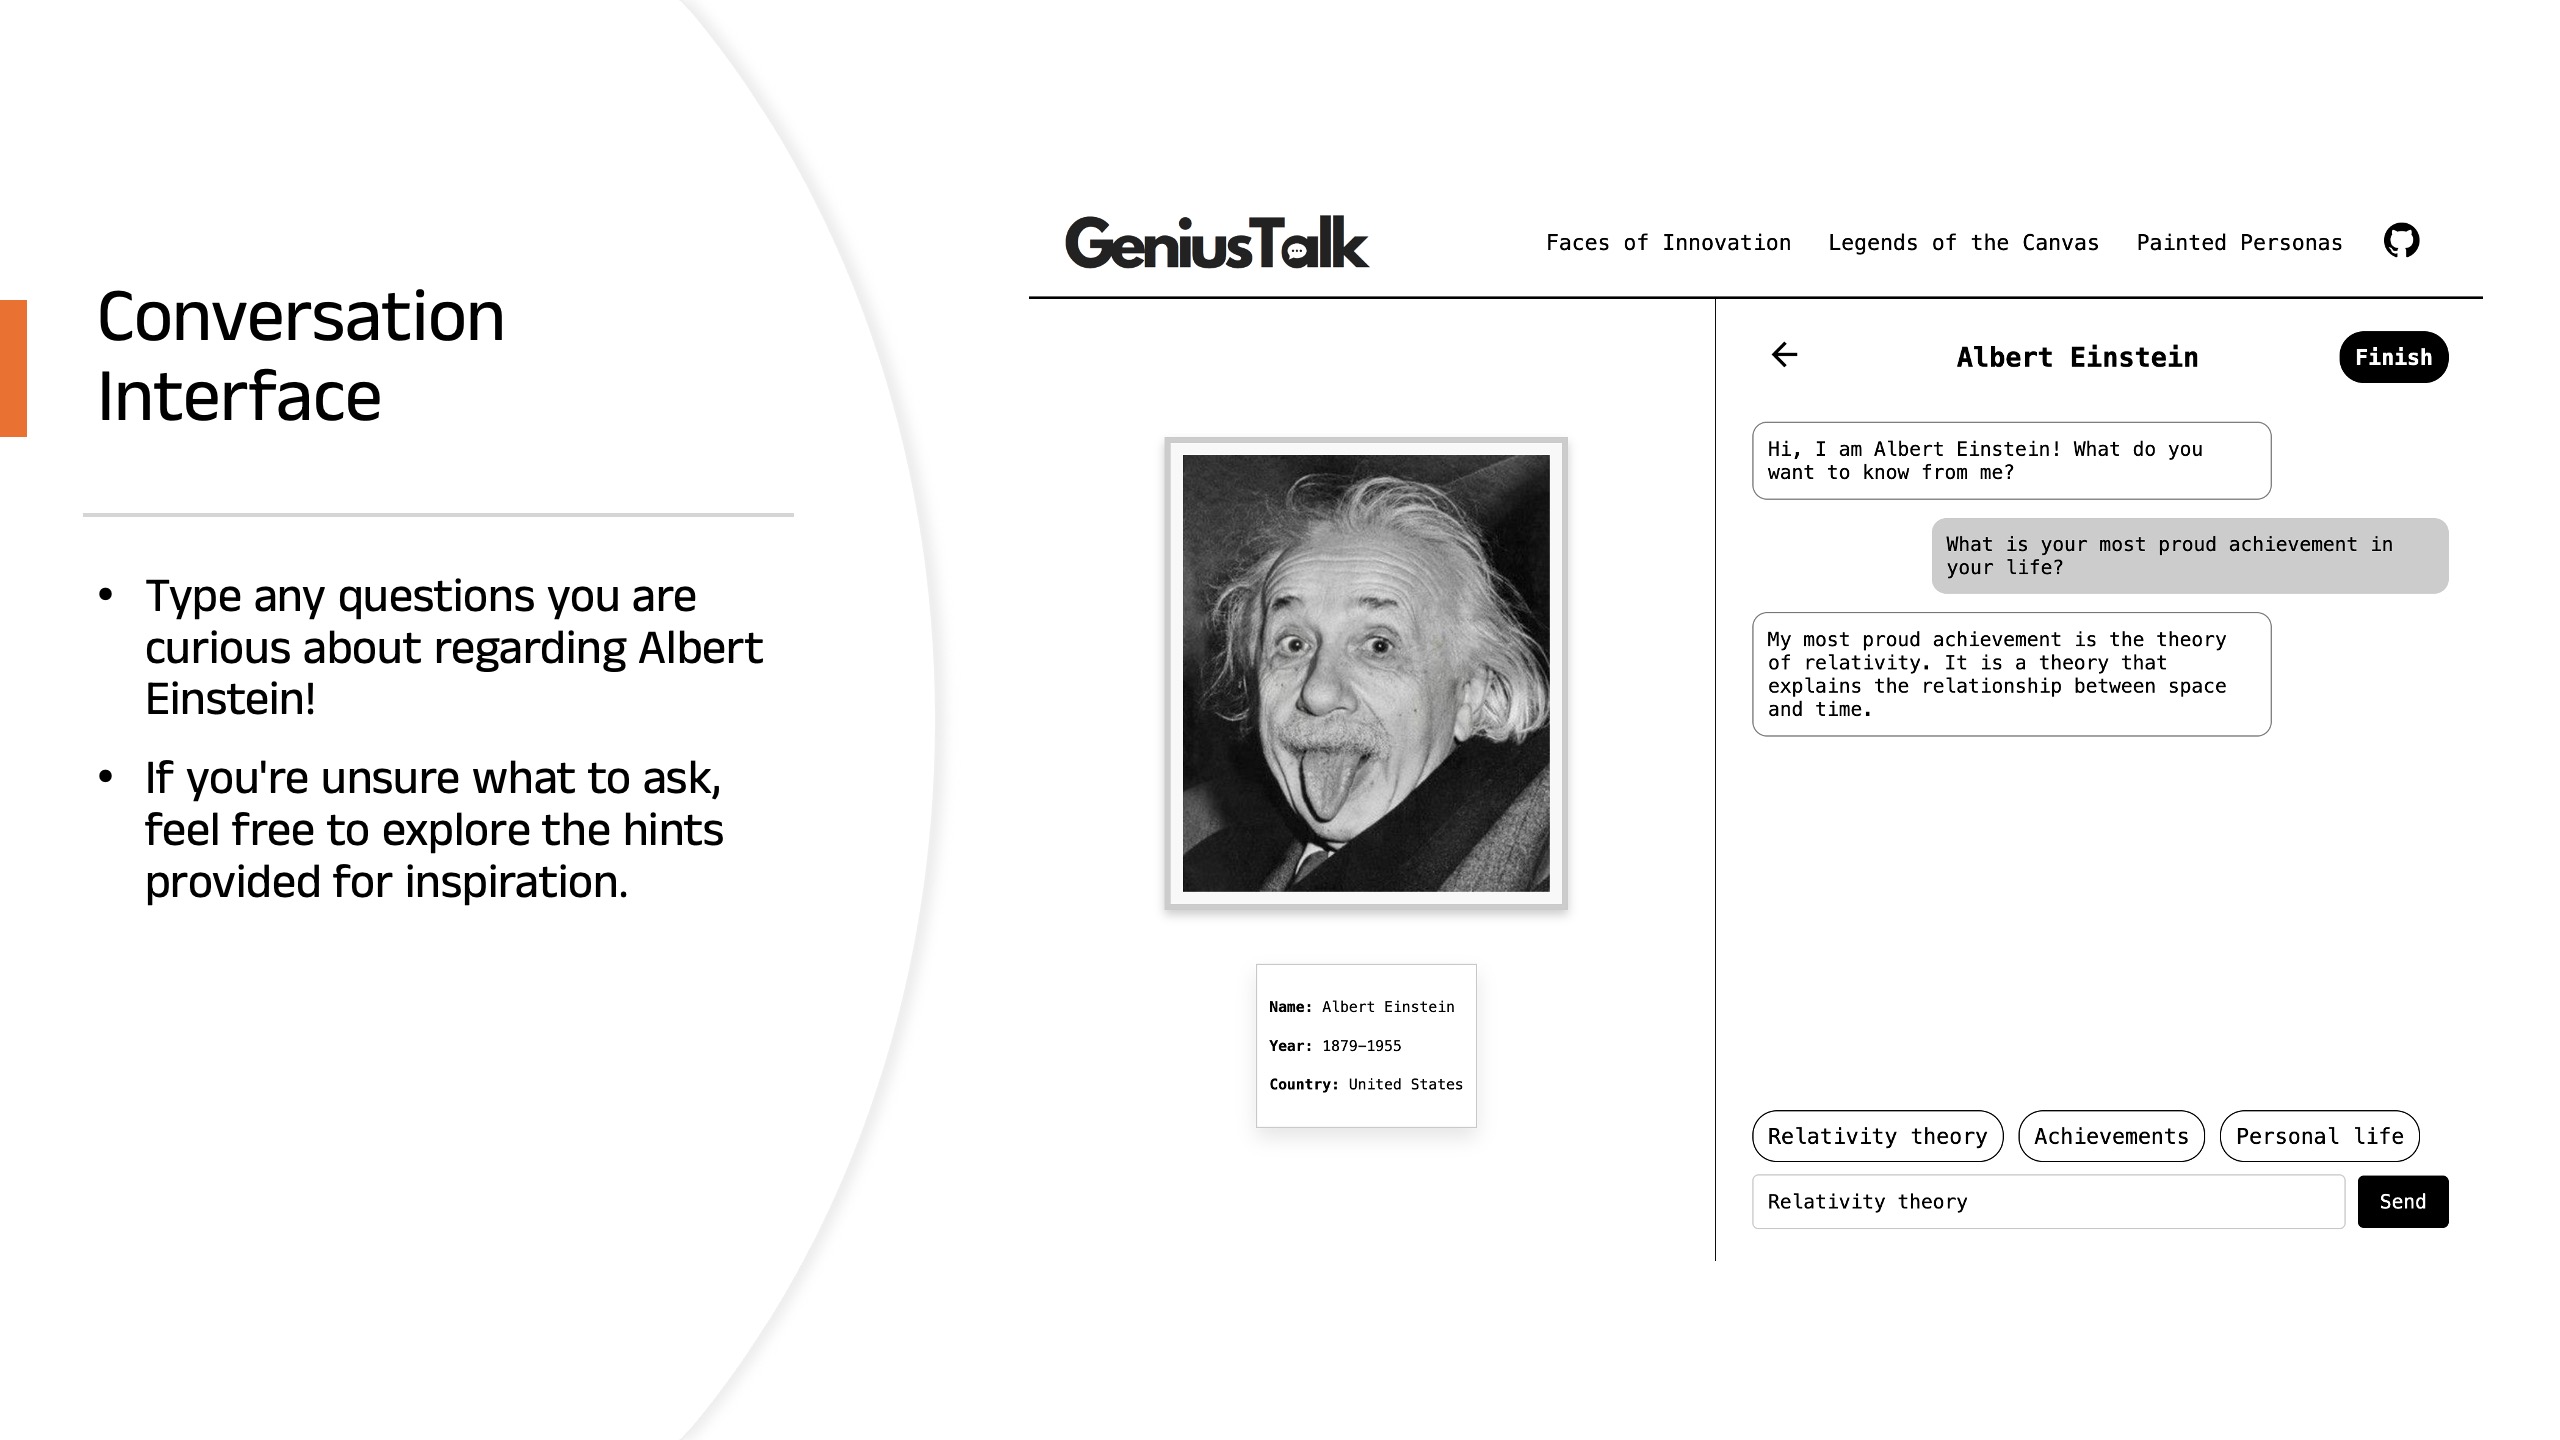 Conversation
Interface
• Type any questions you are
curious about regarding Albert
Einstein!
• If you're unsure what to ask,
feel free to explore the hints
provided for inspiration.
GeniusTalk
Faces of Innovation
Legends of the Canvas
Painted Personas
Name: Albert Einstein
Year: 1879–1955
Country: United States
Albert Einstein
Finish
Hi, I am Albert Einstein! What do you
want to know from me?
What is your most proud achievement in
your life?
My most proud achievement is the theory
of relativity. It is a theory that
explains the relationship between space
and time.
Relativity theory
Achievements
Personal life
Relativity theory
Send